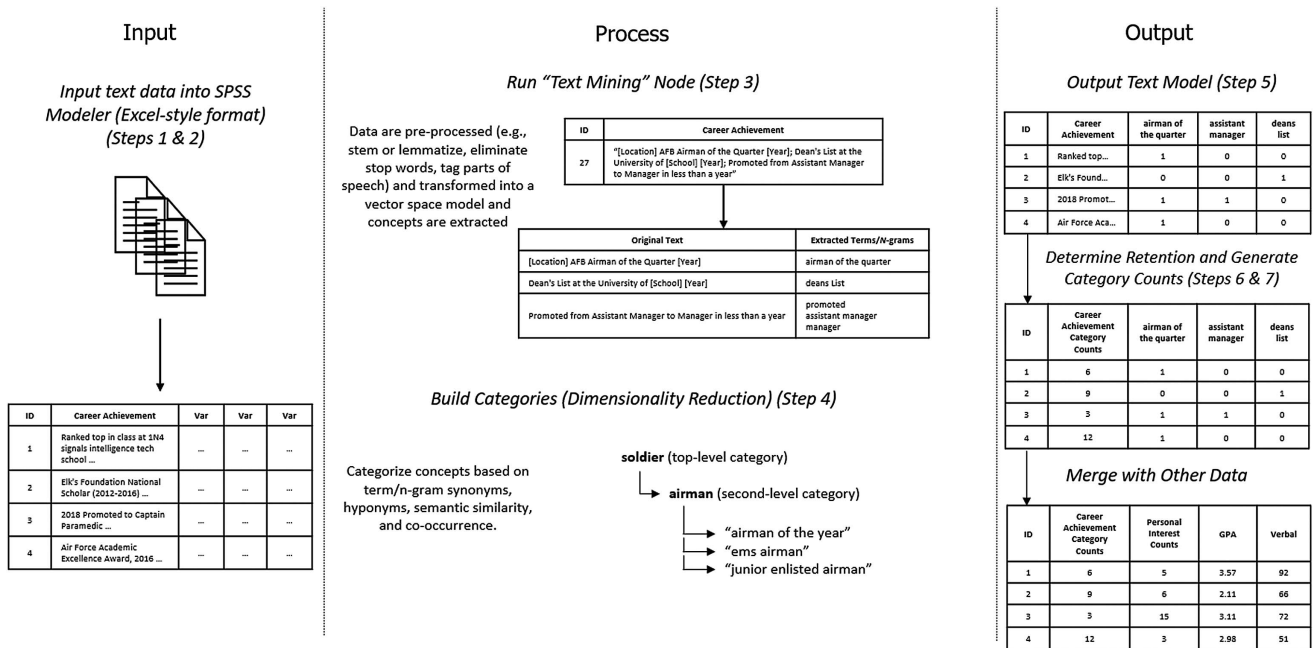 Input
Input text data into SPSS
Modeler (Excel-style format)
(Steps 1 & 2)
ID Career Achievement Var Var Var
1 Ranked top in class at 1N4 signals intelligence tech school ... ... ... ...
2 Elk's Foundation National Scholar (2012-2016) ... ... ... ...
3 2018 Promoted to Captain Paramedic ... ... ... ...
4 Air Force Academic Excellence Award, 2016 ... ... ... ...
Process
Run “Text Mining” Node (Step 3)
Data are pre-processed (e.g.,
stem or lemmatize, eliminate
stop words, tag parts of
speech) and transformed into a
vector space model and
concepts are extracted
ID Career Achievement
27 “[Location] AFB Airman of the Quarter [Year]; Dean's List at the
University of [School] [Year]; Promoted from Assistant Manager
to Manager in less than a year”
Original Text Extracted Terms/N-grams
[Location] AFB Airman of the Quarter [Year] airman of the quarter
Dean's List at the University of [School] [Year] deans List
Promoted from Assistant Manager to Manager in less than a year promoted
assistant manager
manager
Build Categories (Dimensionality Reduction) (Step 4)
Categorize concepts based on
term/n-gram synonyms,
hyponyms, semantic similarity,
and co-occurrence.
soldier (top-level category)
airman (second-level category)
“airman of the year”
“ems airman”
“junior enlisted airman”
Output
Output Text Model (Step 5)
ID Career Achievement airman of the quarter assistant manager deans list
1 Ranked top... 1 0 0
2 Elk's Found... 0 0 1
3 2018 Promot... 1 1 0
4 Air Force Aca... 1 0 0
Determine Retention and Generate
Category Counts (Steps 6 & 7)
ID Career Achievement Category Counts airman of the quarter assistant manager deans list
1 6 1 0 0
2 9 0 0 1
3 3 1 1 0
4 12 1 0 0
Merge with Other Data
ID Career Achievement Category Counts Personal Interest Counts GPA Verbal
1 6 5 3.57 92
2 9 6 2.11 66
3 3 15 3.11 72
4 12 3 2.98 51